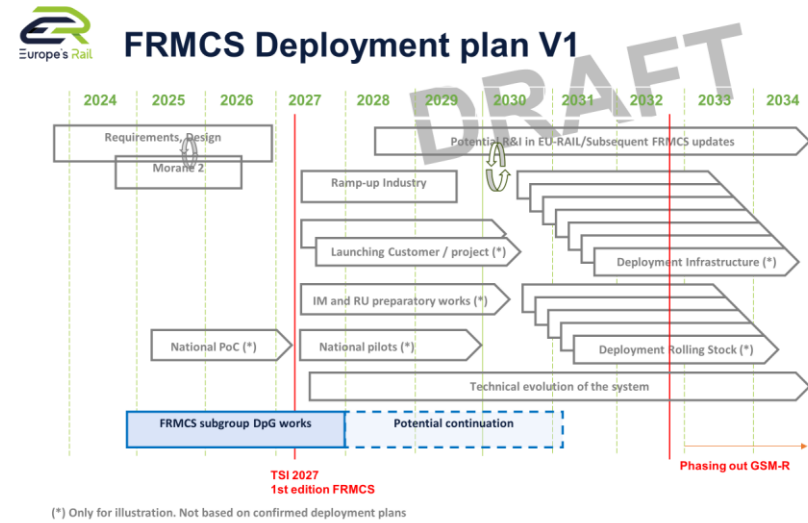 Europe's Rail
FRMCS Deployment plan V1
DRAFT
2024 2025 2026 2027 2028 2029 2030 2031 2032 2033 2034
Requirements, Design
Potential R&I in EU-RAIL/Subsequent FRMCS updates
Morane 2
Ramp-up Industry
Launching Customer / project (*)
Deployment Infrastructure (*)
IM and RU preparatory works (*)
National PoC (*)
National pilots (*)
Deployment Rolling Stock (*)
Technical evolution of the system
FRMCS subgroup DpG works
Potential continuation
Phasing out GSM-R
TSI 2027
1st edition FRMCS
(*) Only for illustration. Not based on confirmed deployment plans